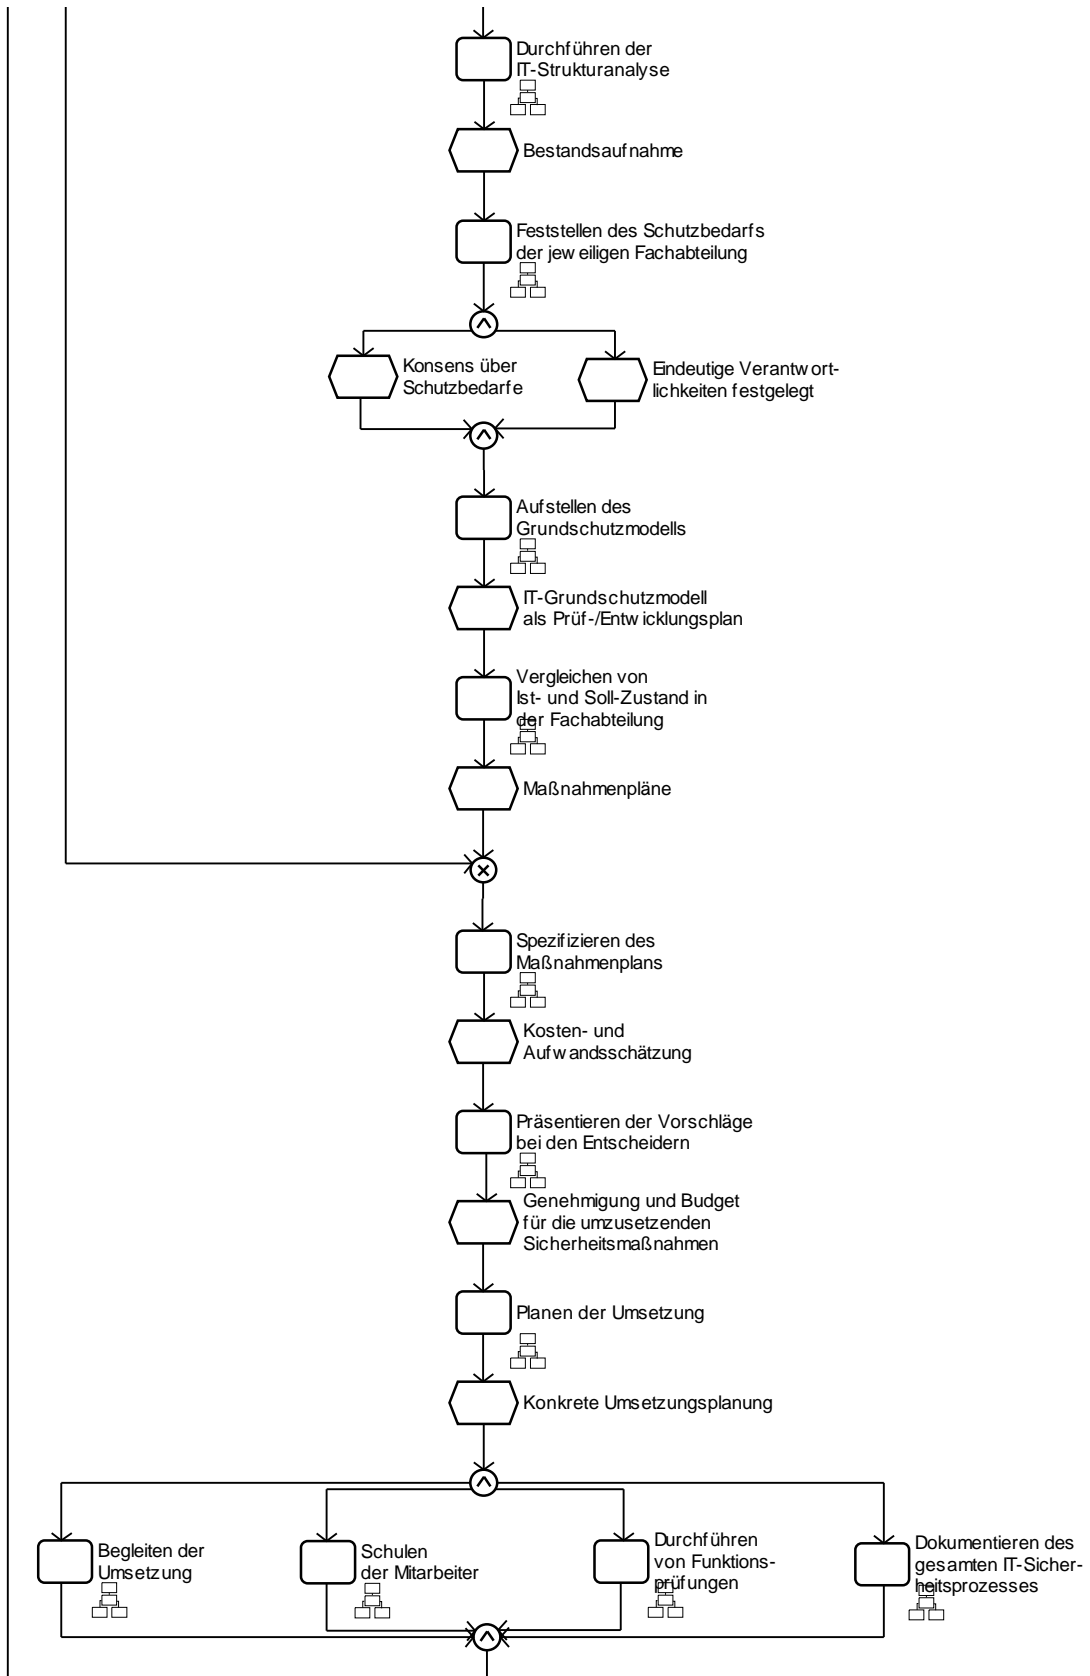 Durchführen der
IT-Strukturanalyse
Bestandsaufnahme
Feststellen des Schutzbedarfs
der jeweiligen Fachabteilung
Konsens über
Schutzbedarfe
Eindeutige Verantwort-
lichkeiten festgelegt
Aufstellen des
Grundschutzmodells
IT-Grundschutzmodell
als Prüf-/Entwicklungsplan
Vergleichen von
Ist- und Soll-Zustand in
der Fachabteilung
Maßnahmenpläne
Spezifizieren des
Maßnahmenplans
Kosten- und
Aufwandsschätzung
Präsentieren der Vorschläge
bei den Entscheidern
Genehmigung und Budget
für die umzusetzenden
Sicherheitsmaßnahmen
Planen der Umsetzung
Konkrete Umsetzungsplanung
Begleiten der
Umsetzung
Schulen
der Mitarbeiter
Durchführen
von Funktions-
prüfungen
Dokumentieren des
gesamten IT-Sicher-
heitsprozesses